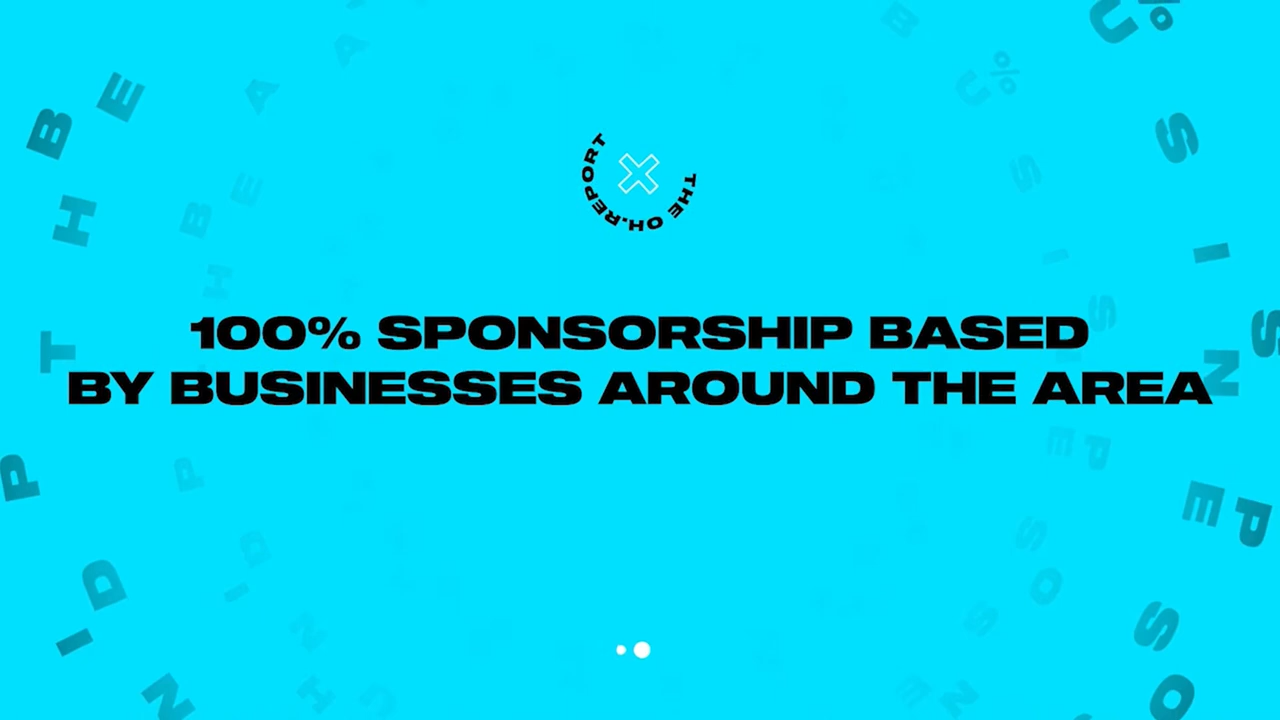 THE OH.REPORT
100% SPONSORSHIP BASED
BY BUSINESSES AROUND THE AREA